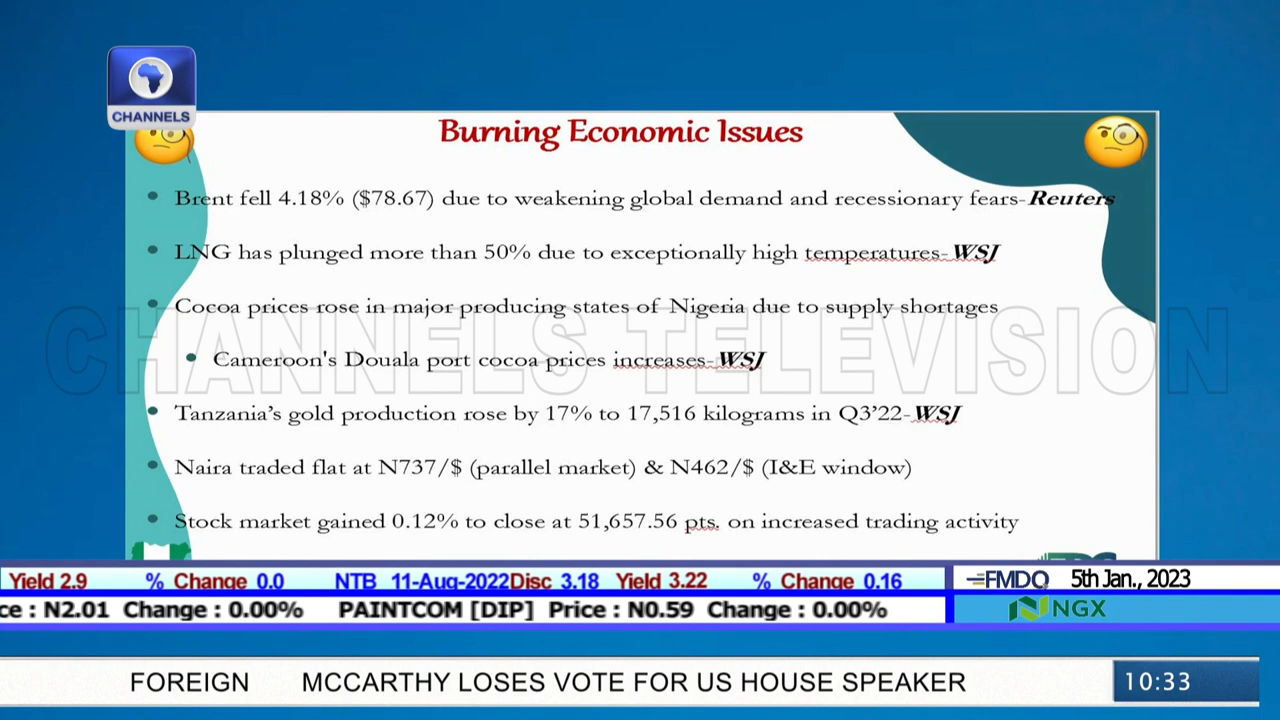 CHANNELS
Burning Economic Issues
Brent fell 4.18% ($78.67) due to weakening global demand and recessionary fears-Reuters
LNG has plunged more than 50% due to exceptionally high temperatures-WSJ
Cocoa prices rose in major producing states of Nigeria due to supply shortages
CHANNELS TELEVISION
Cameroon's Douala port cocoa prices increases-WSJ
Tanzania’s gold production rose by 17% to 17,516 kilograms in Q3’22-WSJ
Naira traded flat at N737/$ (parallel market) & N462/$ (I&E window)
Stock market gained 0.12% to close at 51,657.56 pts. on increased trading activity
Yield 2.9 % Change 0.0 NTB 11-Aug-2022 Disc 3.18 Yield 3.22 % Change 0.16 FMDQ 5th Jan., 2023
ce : N2.01 Change : 0.00% PAINTCOM [DIP] Price : N0.59 Change : 0.00% NGX
FOREIGN MCCARTHY LOSES VOTE FOR US HOUSE SPEAKER 10:33